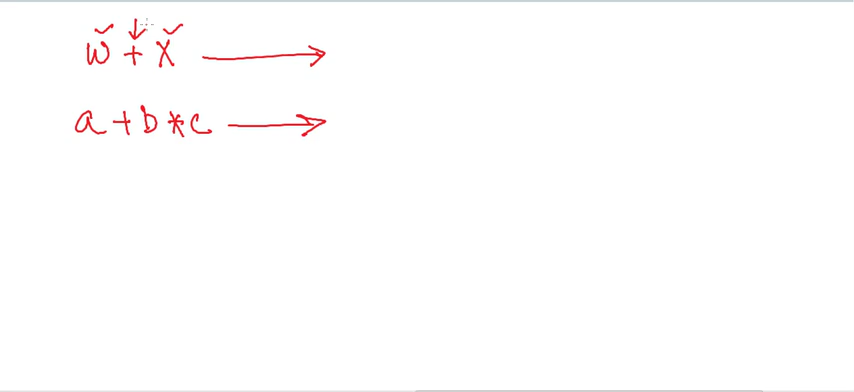 w + x →
a + b * c →